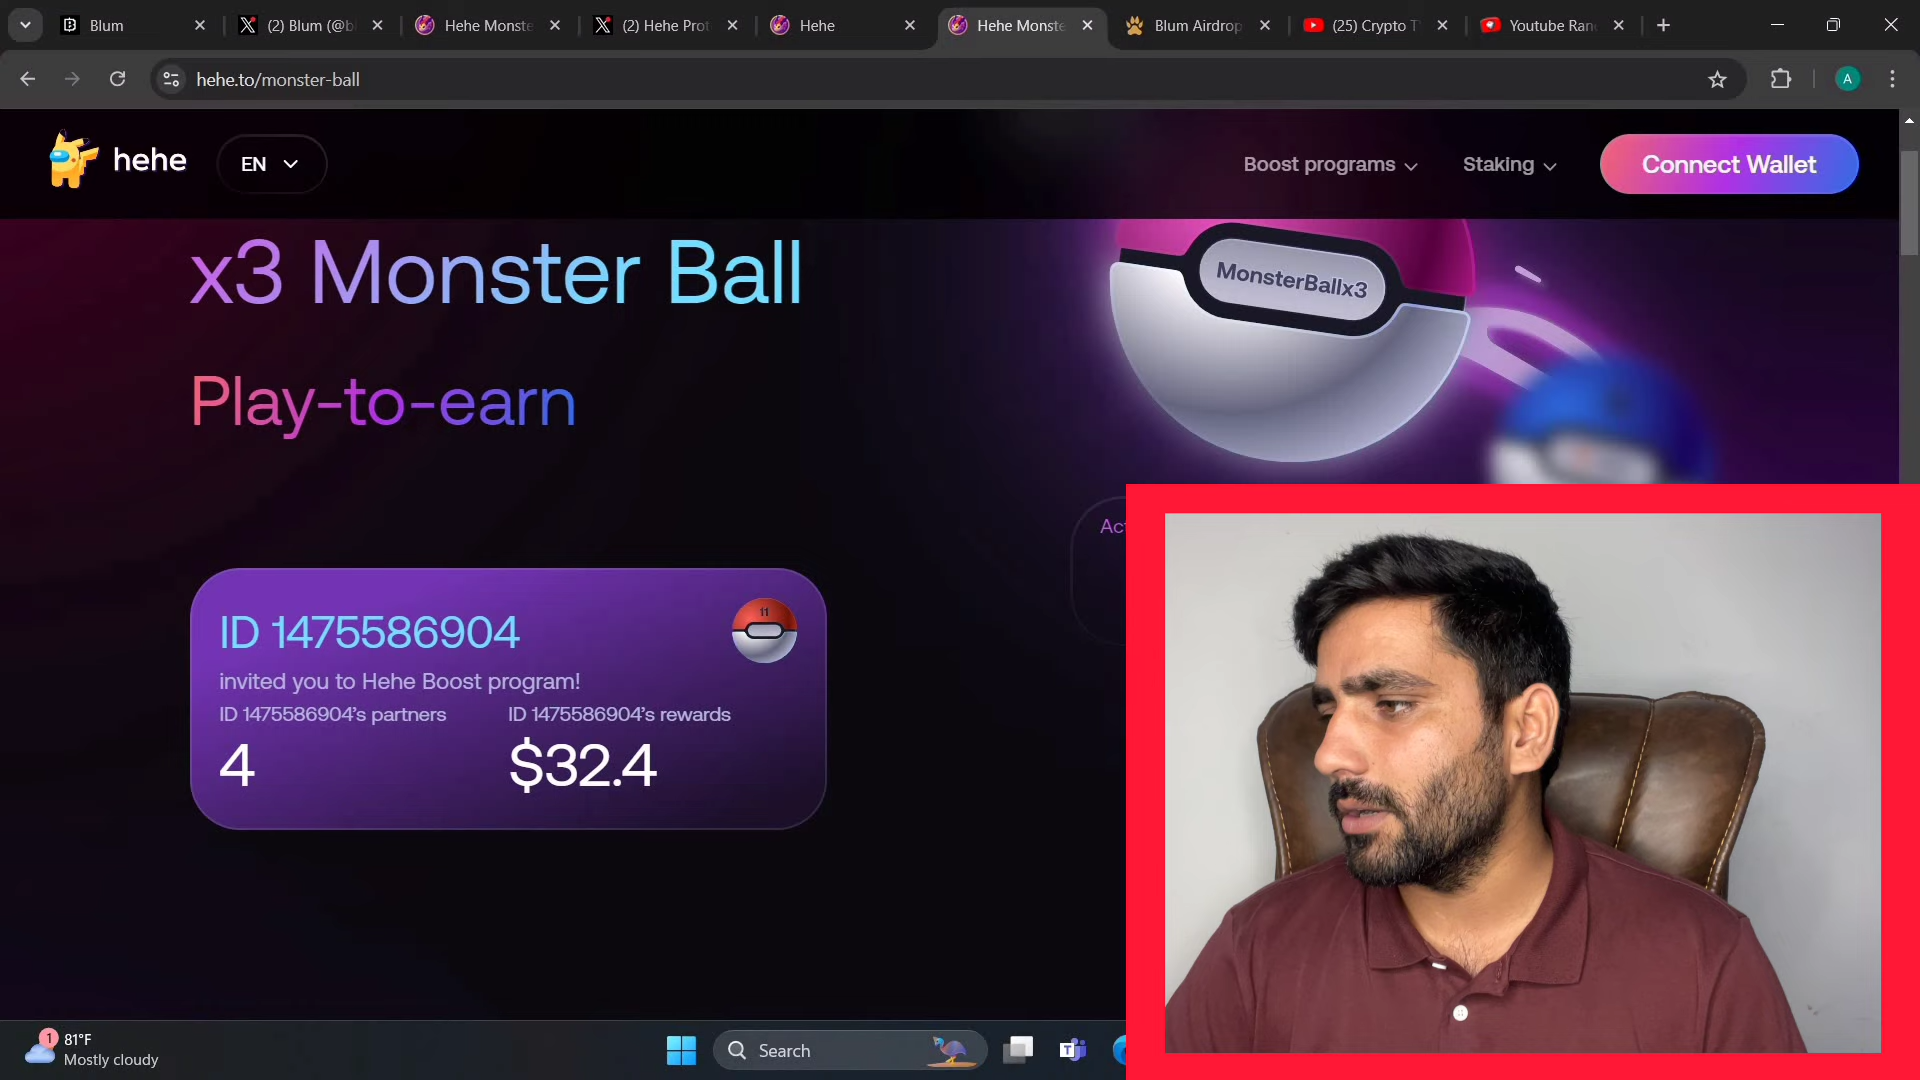 Blum
(2) Blum (@b
Hehe Monste
(2) Hehe Prot
Hehe
Hehe Monste
Blum Airdrop
(25) Crypto T
Youtube Ran
hehe.to/monster-ball
A
hehe
EN
Boost programs
Staking
Connect Wallet
x3 Monster Ball
MonsterBallx3
Play-to-earn
Act
ID 1475586904
11
invited you to Hehe Boost program!
ID 1475586904's partners
ID 1475586904's rewards
4
$32.4
1
81°F
Mostly cloudy
Search